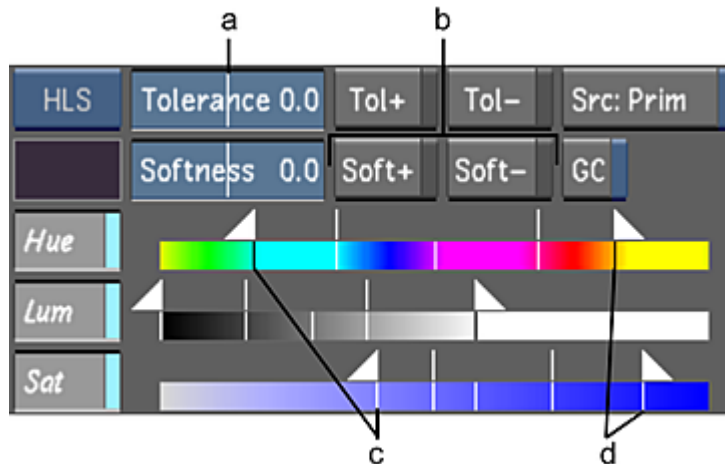 a b
HLS Tolerance 0.0 Tol+ Tol- Src: Prim
Softness 0.0 Soft+ Soft- GC
Hue
Lum
Sat
c d